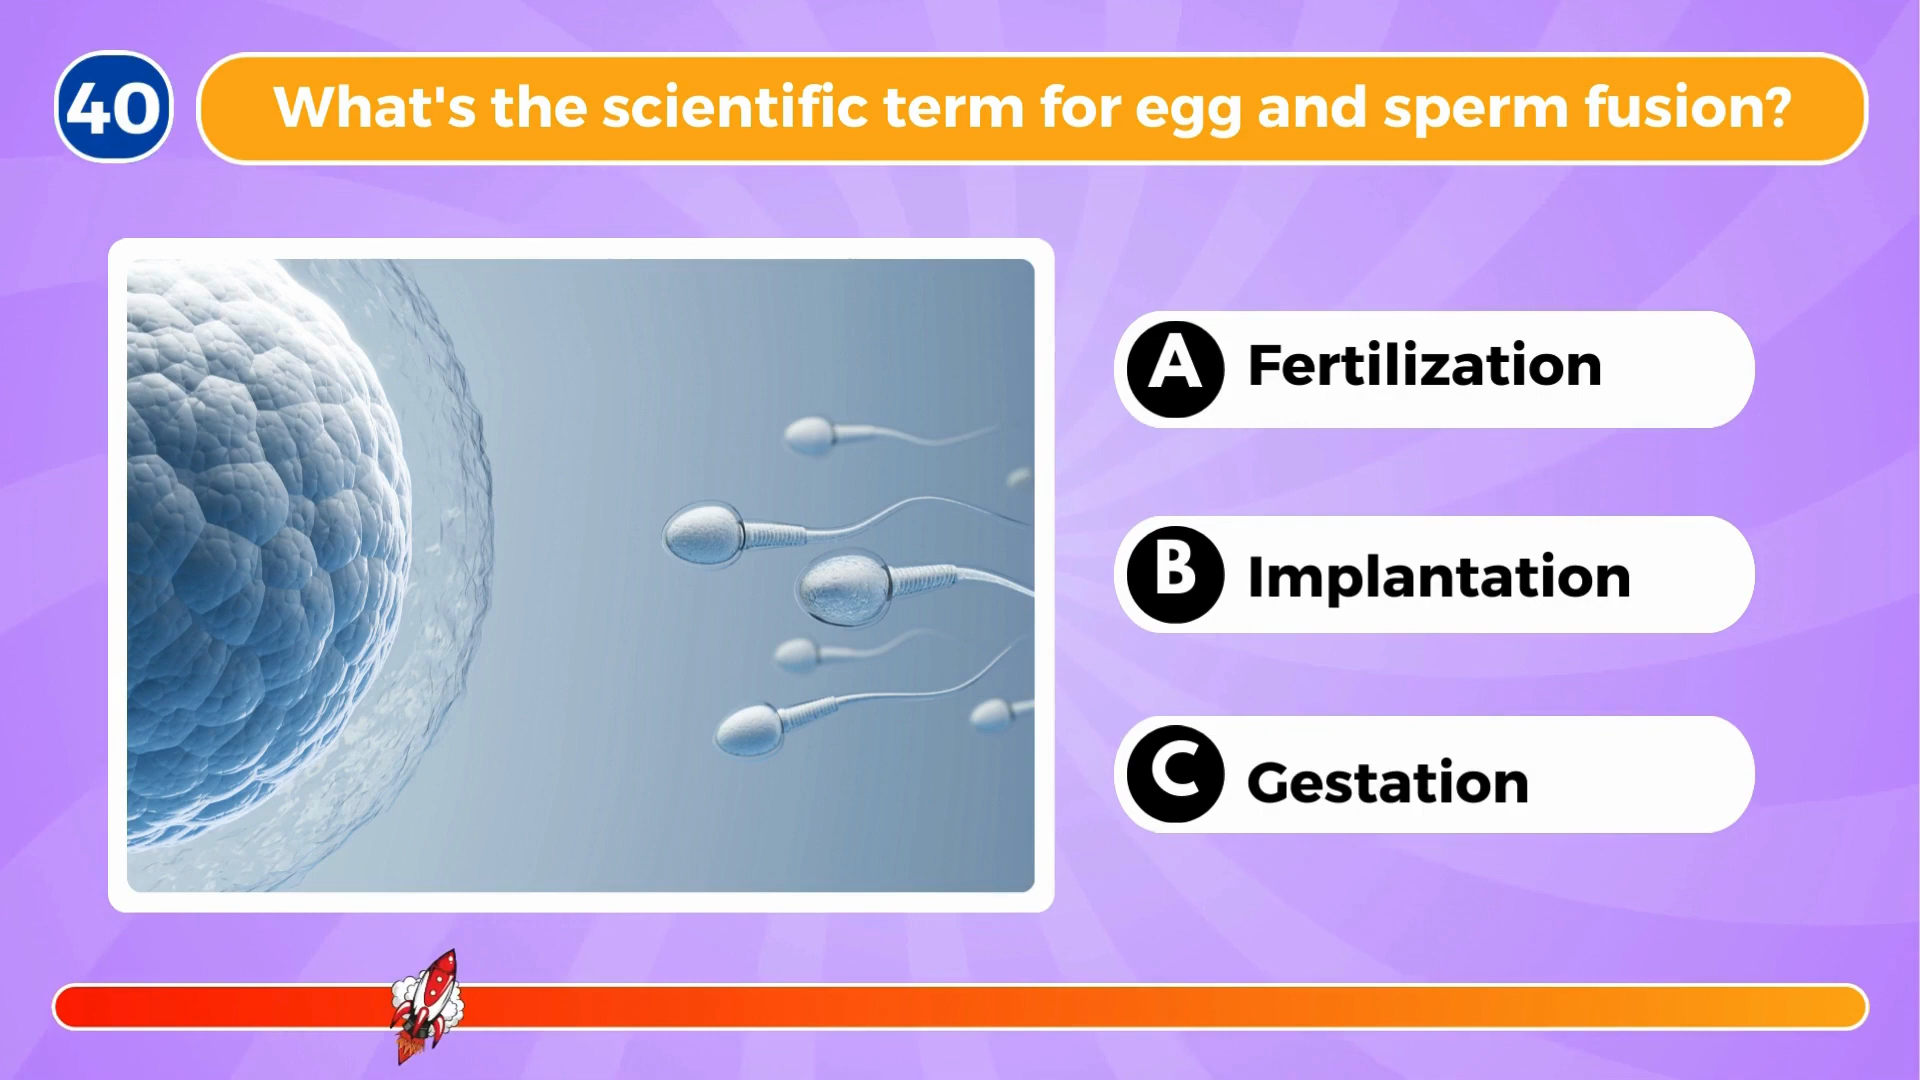 40
What's the scientific term for egg and sperm fusion?
A Fertilization
B Implantation
C Gestation